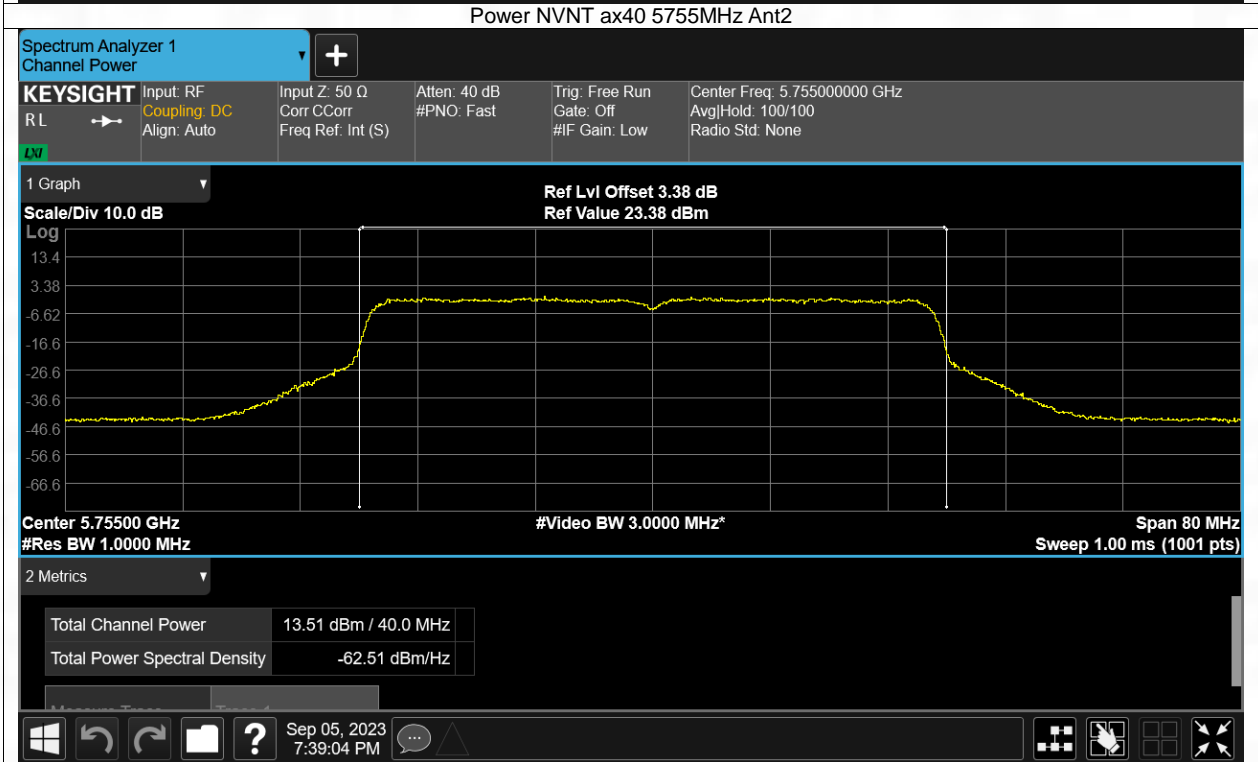 Power NVNT ax40 5755MHz Ant2
Spectrum Analyzer 1
Channel Power
+
KEYSIGHT
RL
LXI
Input: RF
Coupling: DC
Align: Auto
Input Z: 50 Ω
Corr CCorr
Freq Ref: Int (S)
Atten: 40 dB
#PNO: Fast
Trig: Free Run
Gate: Off
#IF Gain: Low
Center Freq: 5.755000000 GHz
Avg|Hold: 100/100
Radio Std: None
1 Graph
Scale/Div 10.0 dB
Ref Lvl Offset 3.38 dB
Ref Value 23.38 dBm
Log
13.4
3.38
-6.62
-16.6
-26.6
-36.6
-46.6
-56.6
-66.6
Center 5.75500 GHz
#Video BW 3.0000 MHz*
Span 80 MHz
#Res BW 1.0000 MHz
Sweep 1.00 ms (1001 pts)
2 Metrics
Total Channel Power 13.51 dBm / 40.0 MHz
Total Power Spectral Density -62.51 dBm/Hz
?
Sep 05, 2023
7:39:04 PM